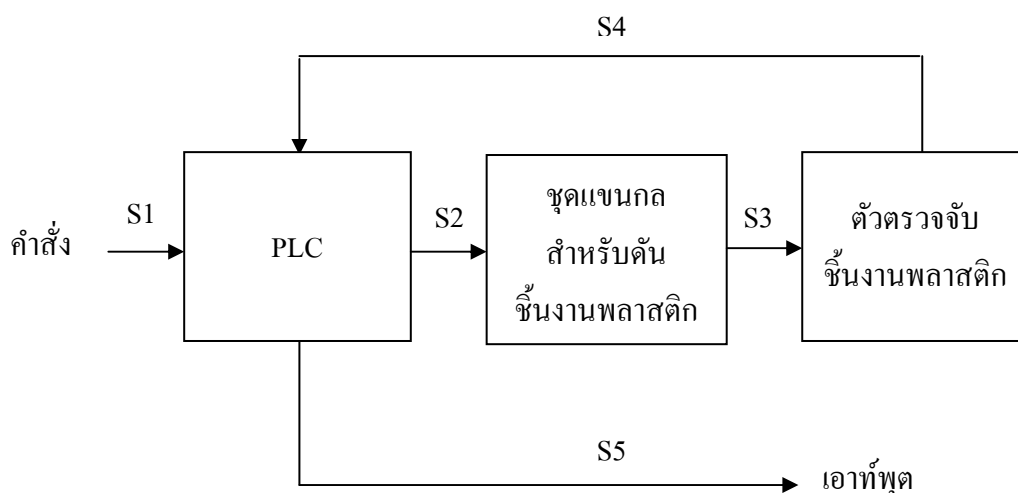 S4
S1
คำสั่ง
PLC
S2
ชุดแขนกล
สำหรับดัน
ชิ้นงานพลาสติก
S3
ตัวตรวจจับ
ชิ้นงานพลาสติก
S5
เอาท์พุต